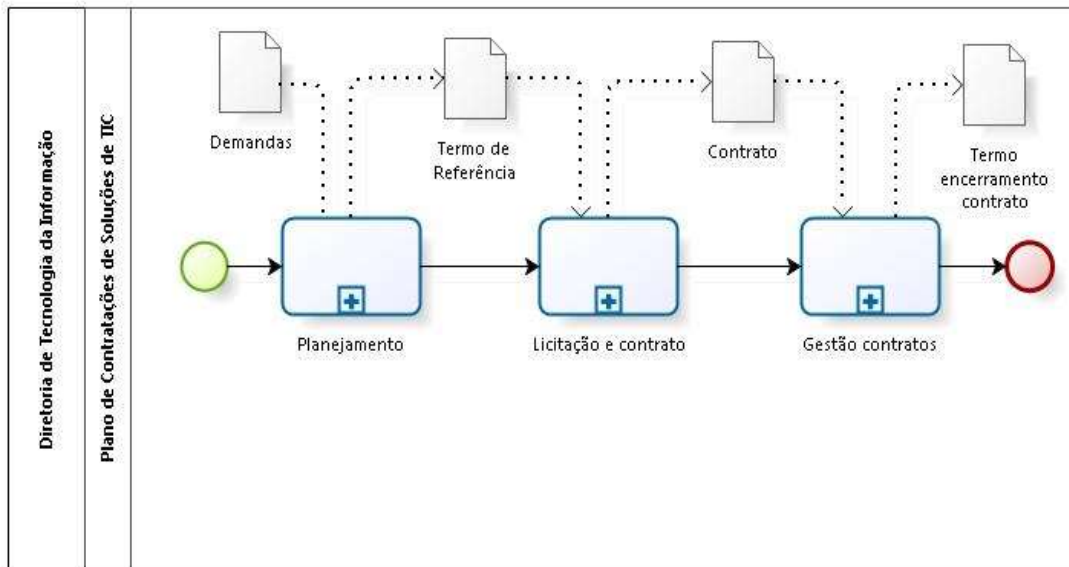 Diretoria de Tecnologia da Informação
Plano de Contratações de Soluções de TIC
Demandas
Termo de
Referência
Contrato
Termo
encerramento
contrato
Planejamento
Licitação e contrato
Gestão contratos